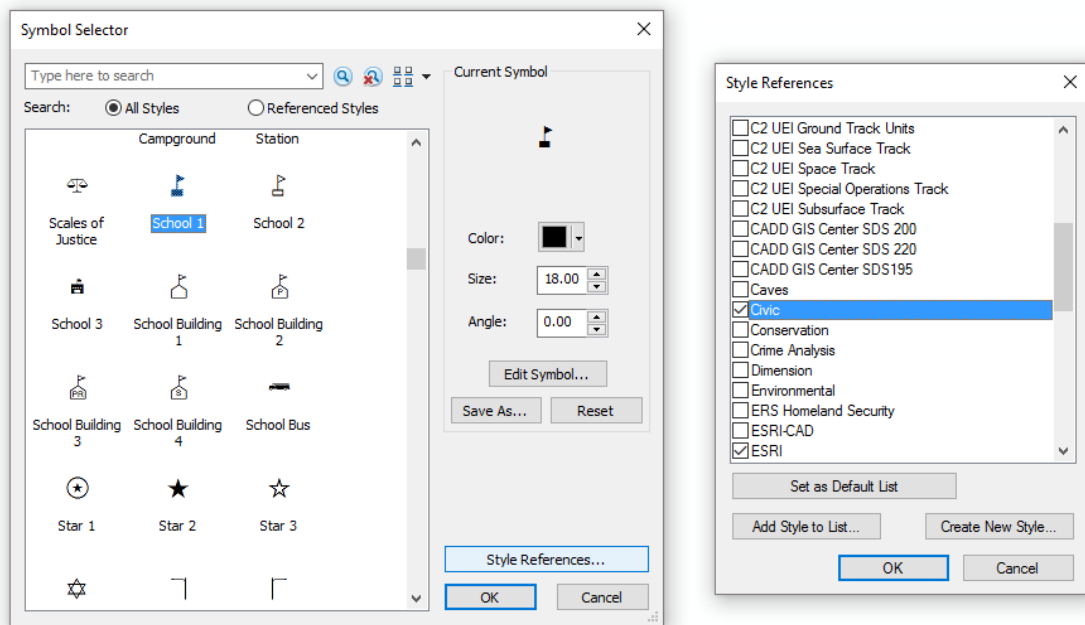 Symbol Selector
Type here to search
Search:
All Styles
Referenced Styles
Campground
Station
Scales of
Justice
School 1
School 2
School 3
School Building
1
School Building
2
P
PR
S
School Building
3
School Building
4
School Bus
Star 1
Star 2
Star 3
Current Symbol
Color:
Size:
18.00
Angle:
0.00
Edit Symbol...
Save As...
Reset
Style References...
OK
Cancel
Style References
C2 UEI Ground Track Units
C2 UEI Sea Surface Track
C2 UEI Space Track
C2 UEI Special Operations Track
C2 UEI Subsurface Track
CADD GIS Center SDS 200
CADD GIS Center SDS 220
CADD GIS Center SDS195
Caves
Civic
Conservation
Crime Analysis
Dimension
Environmental
ERS Homeland Security
ESRI-CAD
ESRI
Set as Default List
Add Style to List...
Create New Style...
OK
Cancel